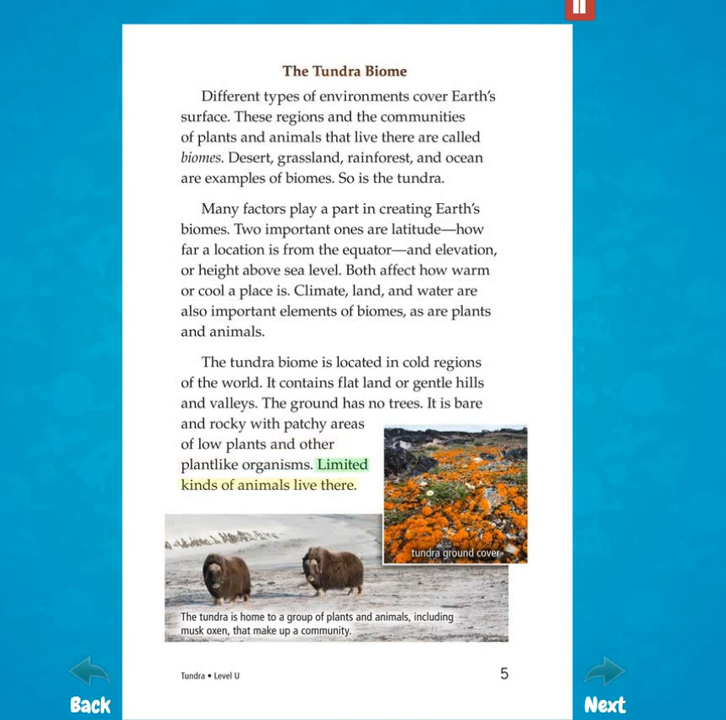 The Tundra Biome
Different types of environments cover Earth's
surface. These regions and the communities
of plants and animals that live there are called
biomes. Desert, grassland, rainforest, and ocean
are examples of biomes. So is the tundra.
Many factors play a part in creating Earth's
biomes. Two important ones are latitude—how
far a location is from the equator—and elevation,
or height above sea level. Both affect how warm
or cool a place is. Climate, land, and water are
also important elements of biomes, as are plants
and animals.
The tundra biome is located in cold regions
of the world. It contains flat land or gentle hills
and valleys. The ground has no trees. It is bare
and rocky with patchy areas
of low plants and other
plantlike organisms. Limited
kinds of animals live there.
tundra ground cover
The tundra is home to a group of plants and animals, including
musk oxen, that make up a community.
Tundra • Level U
5
Back
Next